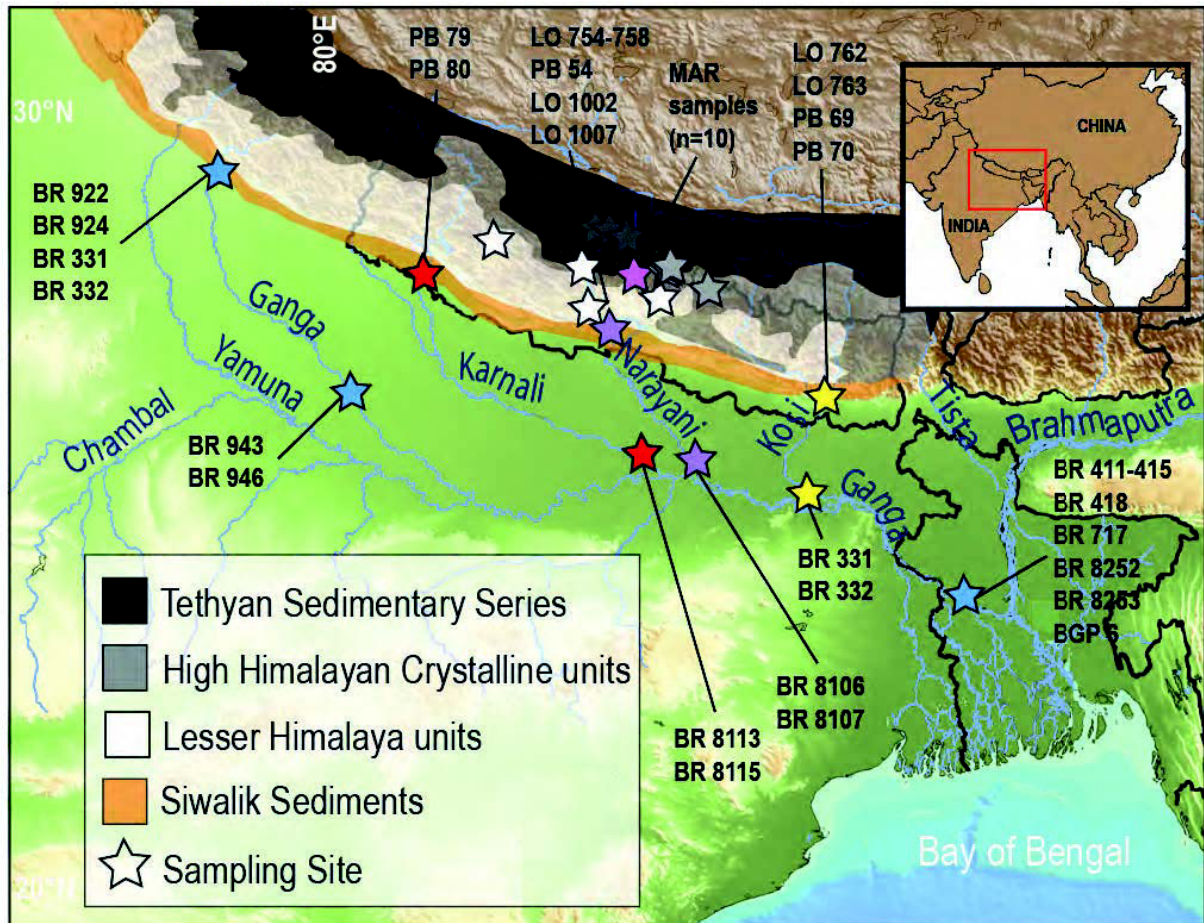 80°E
30°N
PB 79
PB 80
LO 754-758
PB 54
LO 1002
LO 1007
MAR
samples
(n=10)
LO 762
LO 763
PB 69
PB 70
CHINA
INDIA
BR 922
BR 924
BR 331
BR 332
Ganga
Yamuna
Chambal
Karnali
Narayani
Kosi
Tista
Brahmaputra
Ganga
BR 943
BR 946
BR 411-415
BR 418
BR 717
BR 8252
BR 8253
BGP 6
BR 331
BR 332
BR 8106
BR 8107
BR 8113
BR 8115
Tethyan Sedimentary Series
High Himalayan Crystalline units
Lesser Himalaya units
Siwalik Sediments
Sampling Site
Bay of Bengal
20°N